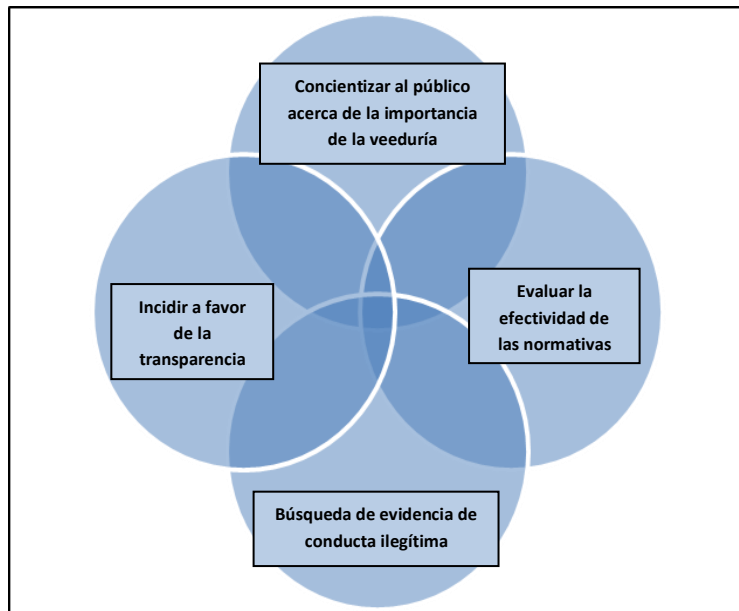 Concientizar al público
acerca de la importancia
de la veeduría
Incidir a favor
de la
transparencia
Evaluar la
efectividad de
las normativas
Búsqueda de evidencia de
conducta ilegítima